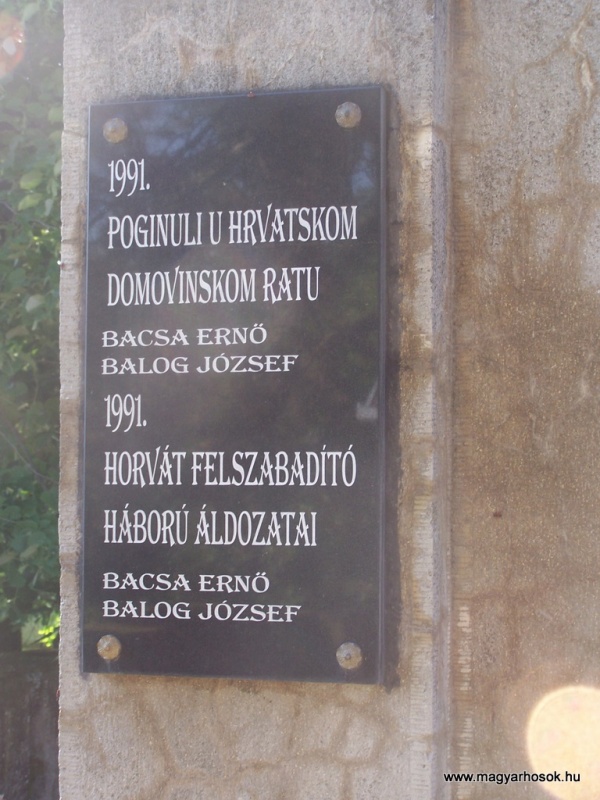 1991.
POGINULI U HRVATSKOM
DOMOVINSKOM RATU
BACSA ERNŐ
BALOG JÓZSEF
1991.
HORVÁT FELSZABADÍTÓ
HÁBORÚ ÁLDOZATAI
BACSA ERNŐ
BALOG JÓZSEF
www.magyarhosok.hu